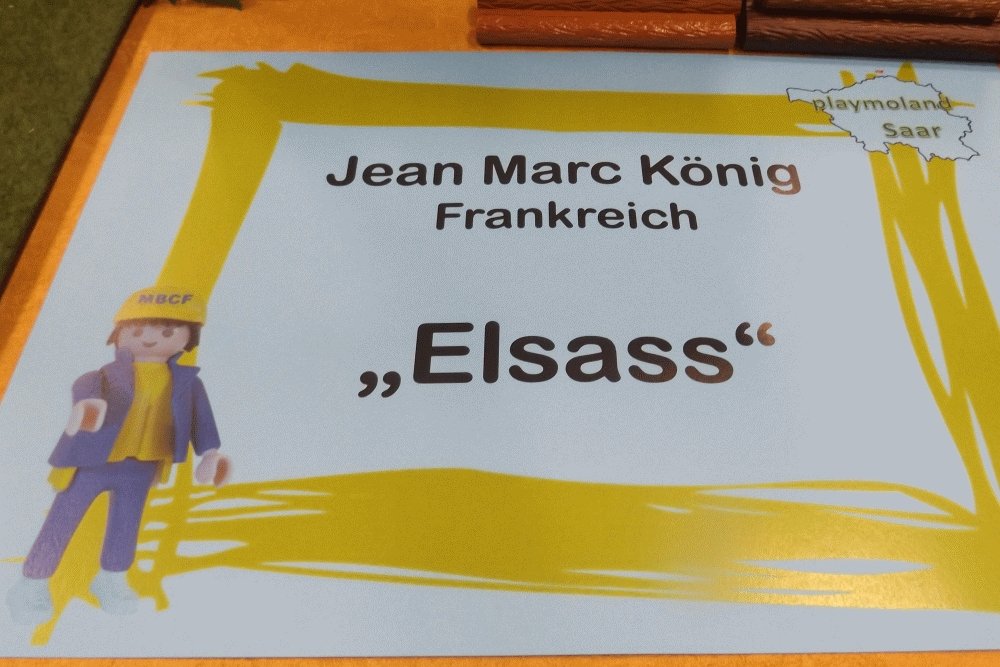 playmoland
Saar
Jean Marc König
Frankreich
„Elsass“
MBCF